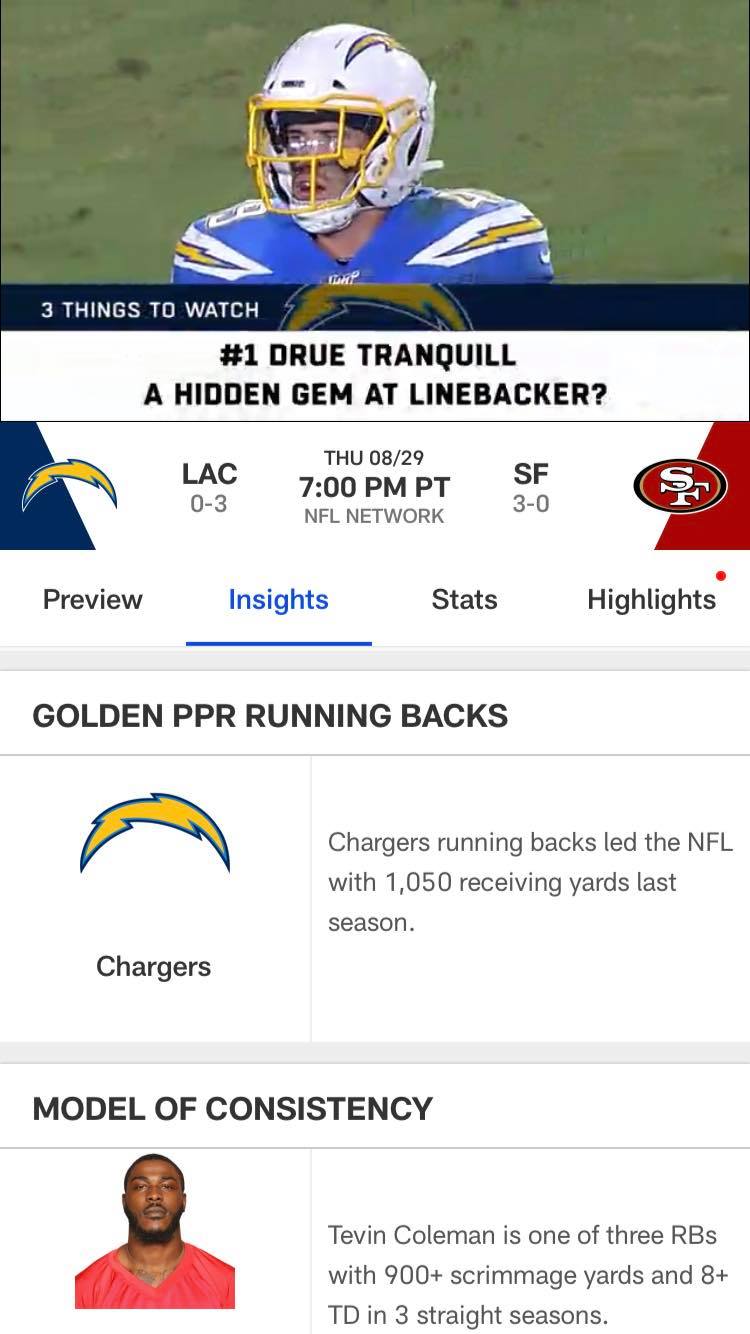 3 THINGS TO WATCH
#1 DRUE TRANQUILL
A HIDDEN GEM AT LINEBACKER?
LAC
0-3
THU 08/29
7:00 PM PT
NFL NETWORK
SF
3-0
SF
Preview
Insights
Stats
Highlights
GOLDEN PPR RUNNING BACKS
Chargers
Chargers running backs led the NFL
with 1,050 receiving yards last
season.
MODEL OF CONSISTENCY
Tevin Coleman is one of three RBs
with 900+ scrimmage yards and 8+
TD in 3 straight seasons.